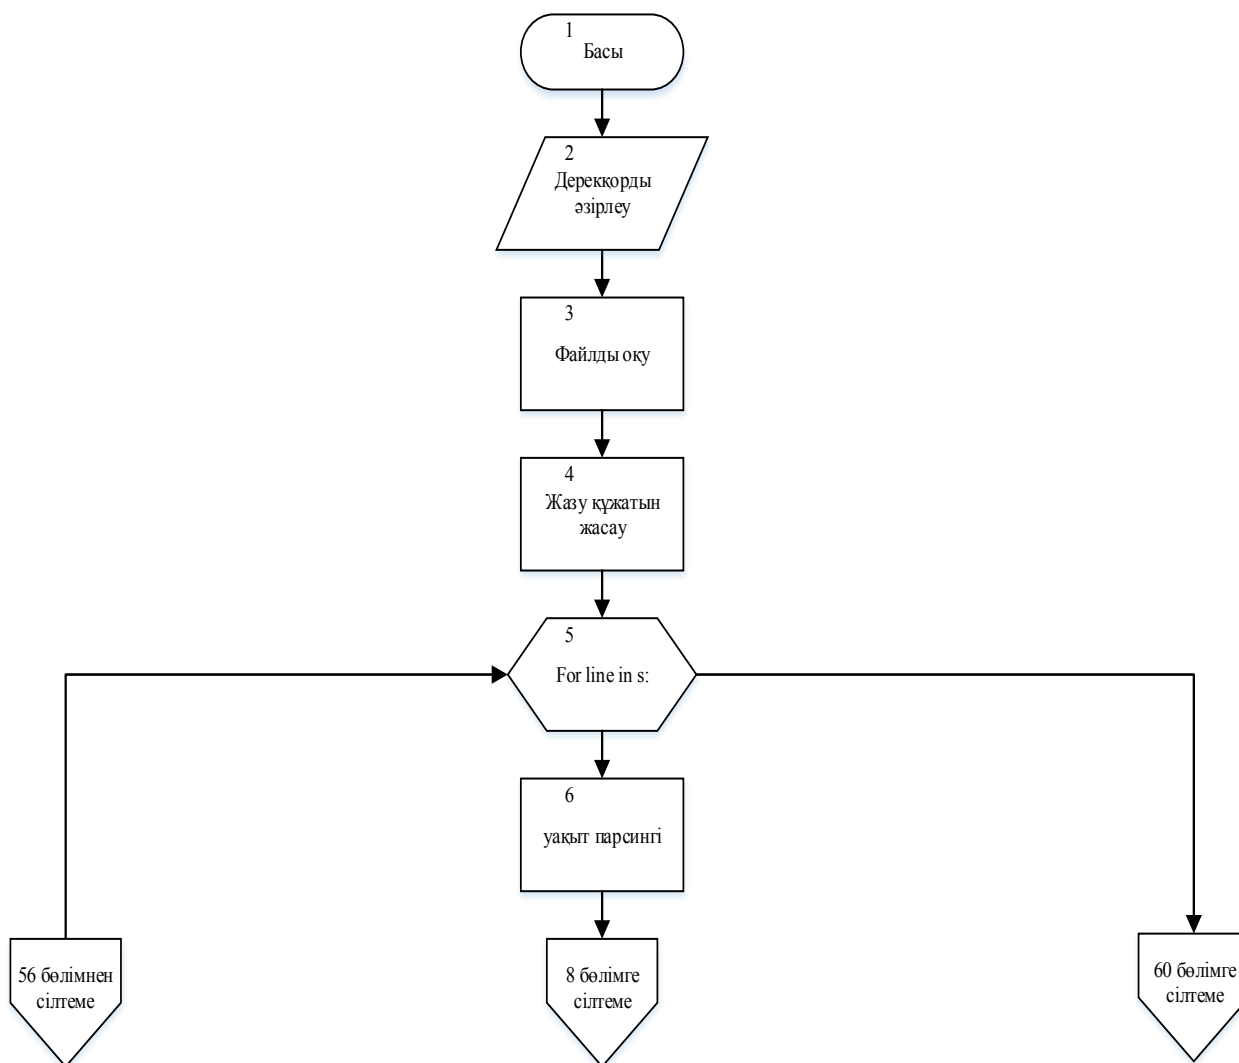 1
Басы
2
Дерекқорды
әзірлеу
3
Файлды оқу
4
Жазу құжатын
жасау
5
For line in s:
6
уақыт парсингі
56 бөлімнен
сілтеме
8 бөлімге
сілтеме
60 бөлімге
сілтеме